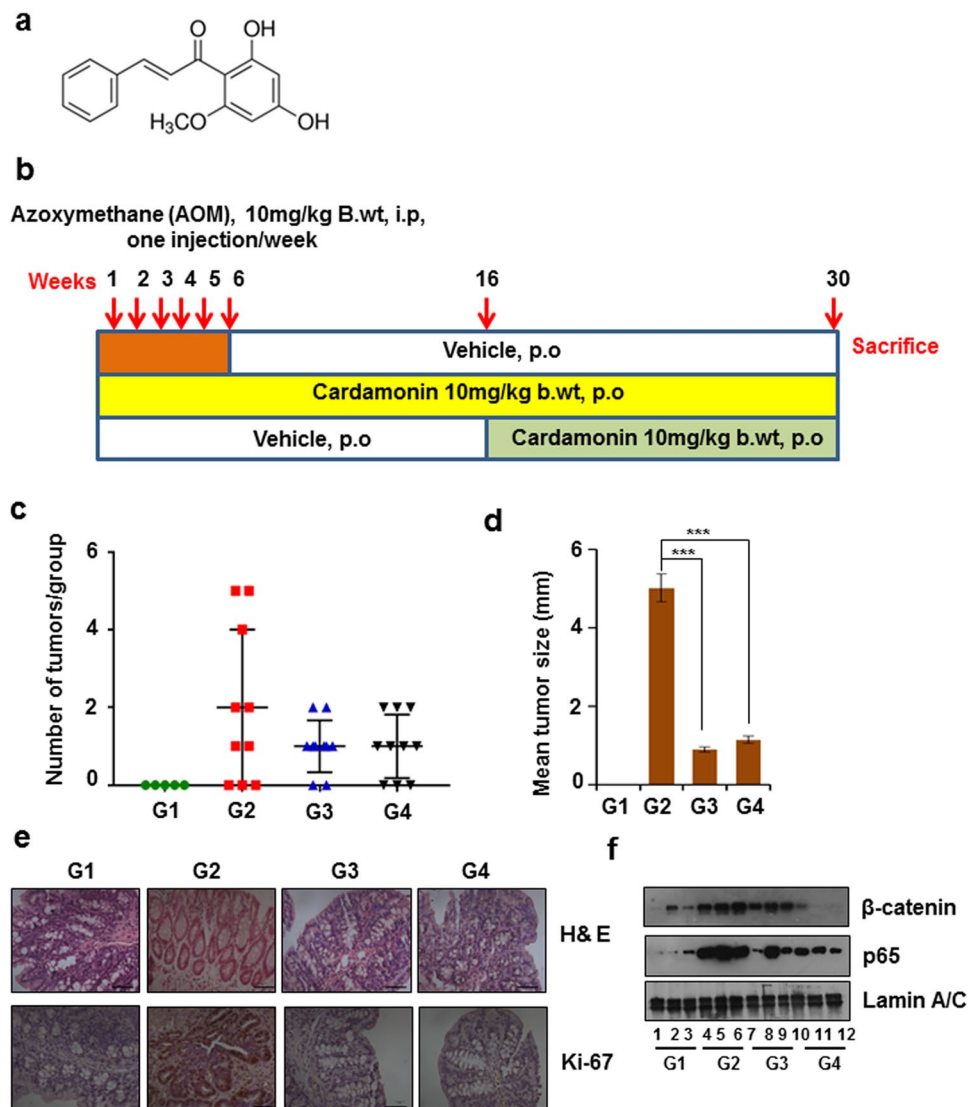 a
O
OH
H₃CO
OH
b
Azoxymethane (AOM), 10mg/kg B.wt, i.p,
one injection/week
Weeks 1 2 3 4 5 6 16 30
Vehicle, p.o
Sacrifice
Cardamonin 10mg/kg b.wt, p.o
Vehicle, p.o
Cardamonin 10mg/kg b.wt, p.o
c
Number of tumors/group
6
4
2
0
G1 G2 G3 G4
d
Mean tumor size (mm)
6
4
2
0
***
***
G1 G2 G3 G4
e
G1 G2 G3 G4
H& E
Ki-67
f
β-catenin
p65
Lamin A/C
1 2 3 4 5 6 7 8 9 10 11 12
G1 G2 G3 G4